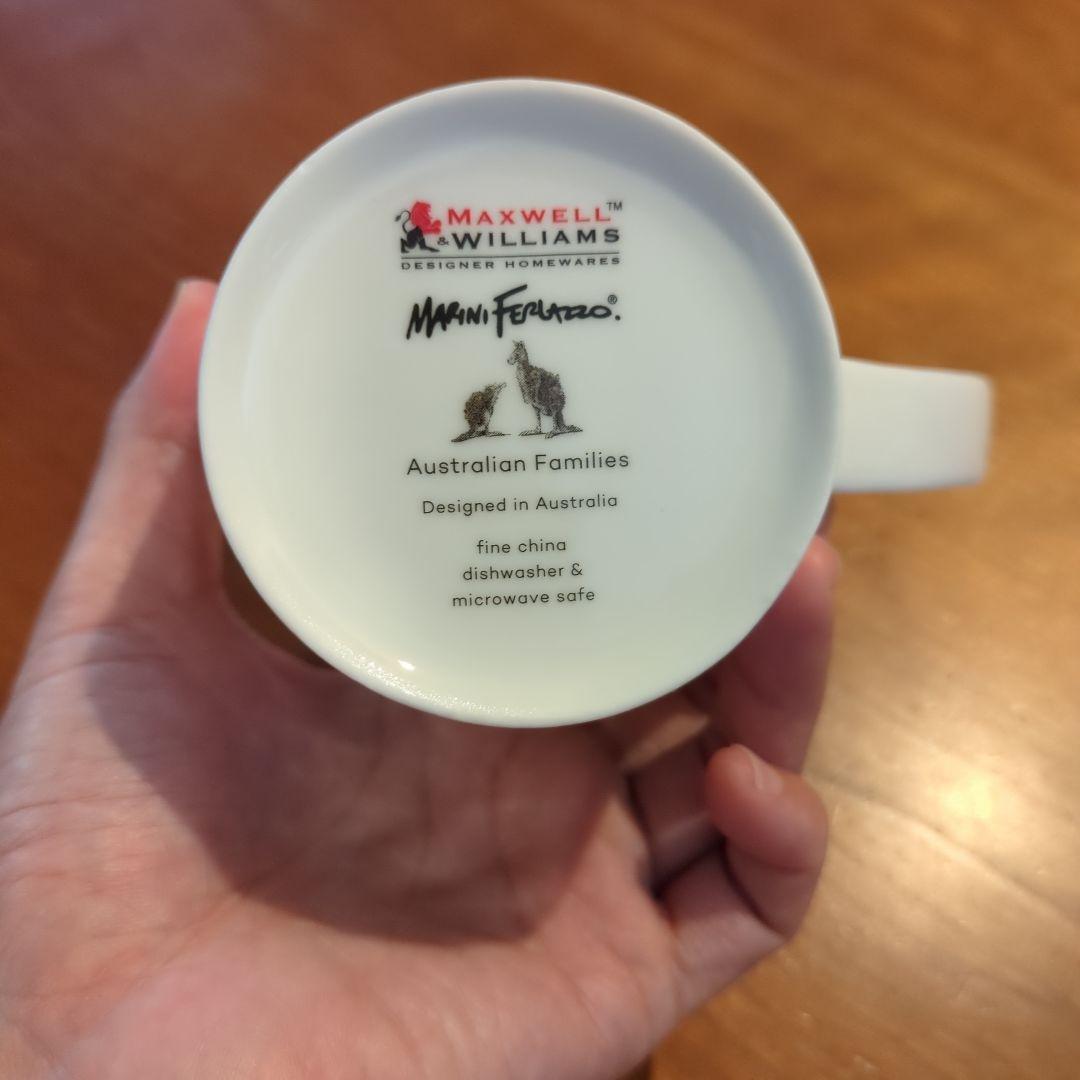 MAXWELL™
& WILLIAMS
DESIGNER HOMEWARES
MARINI FERLAZZO®.
Australian Families
Designed in Australia
fine china
dishwasher &
microwave safe